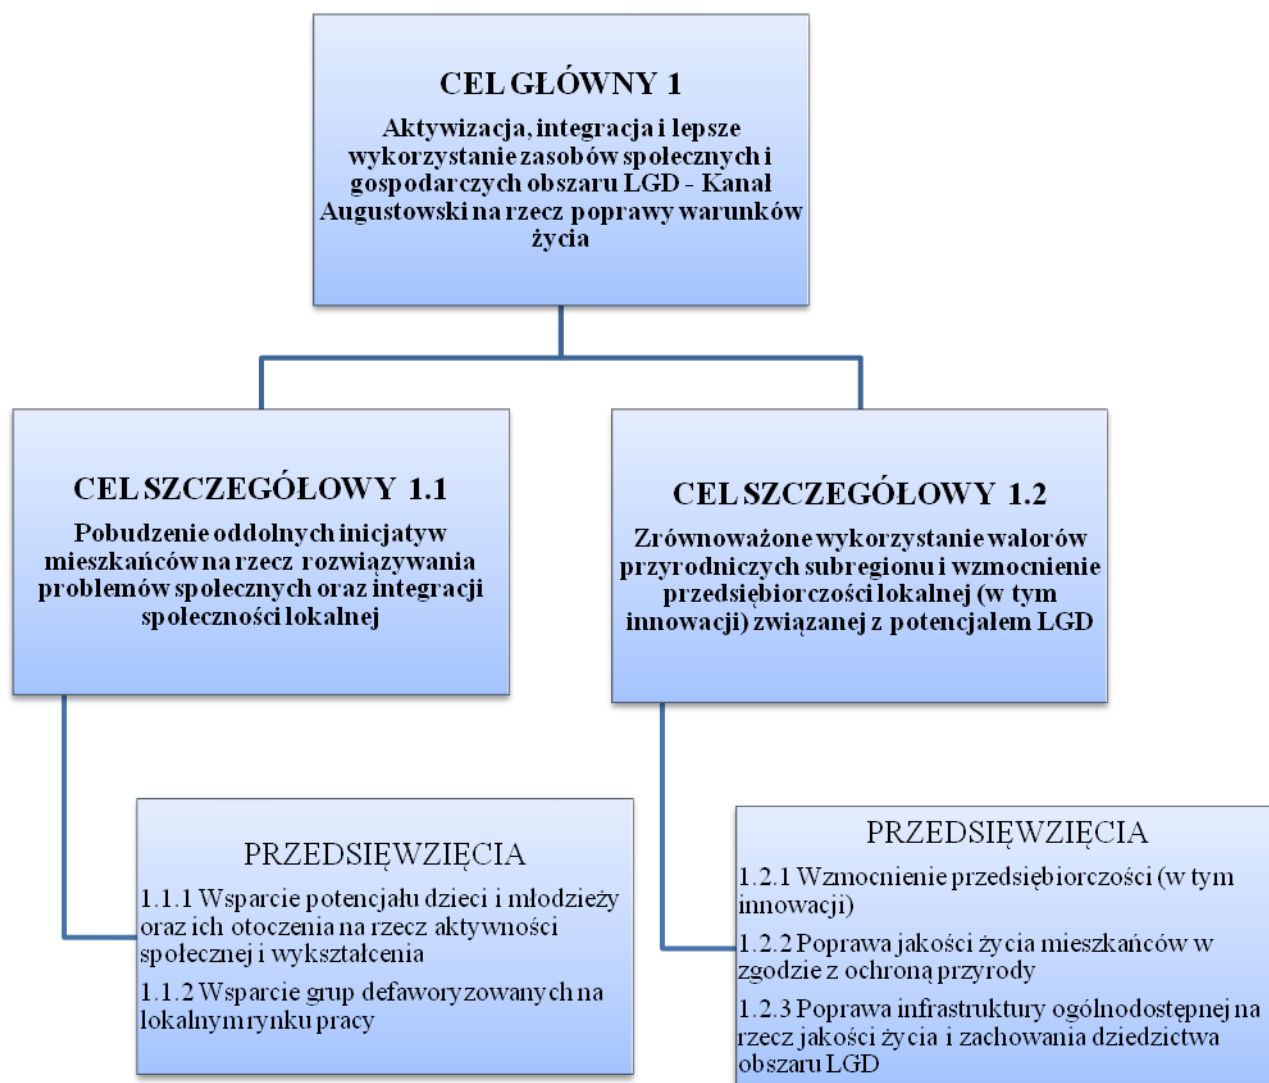 CEL GŁÓWNY 1
Aktywizacja, integracja i lepsze
wykorzystanie zasobów społecznych i
gospodarczych obszaru LGD - Kanał
Augustowski na rzecz poprawy warunków
życia
CEL SZCZEGÓŁOWY 1.1
Pobudzenie oddolnych inicjatyw
mieszkańców na rzecz rozwiązywania
problemów społecznych oraz integracji
społeczności lokalnej
CEL SZCZEGÓŁOWY 1.2
Zrównoważone wykorzystanie walorów
przyrodniczych subregionu i wzmocnienie
przedsiębiorczości lokalnej (w tym
innowacji) związanej z potencjałem LGD
PRZEDSIĘWZIĘCIA
1.1.1 Wsparcie potencjału dzieci i młodzieży
oraz ich otoczenia na rzecz aktywności
społecznej i wykształcenia
1.1.2 Wsparcie grup defaworyzowanych na
lokalnym rynku pracy
PRZEDSIĘWZIĘCIA
1.2.1 Wzmocnienie przedsiębiorczości (w tym
innowacji)
1.2.2 Poprawa jakości życia mieszkańców w
zgodzie z ochroną przyrody
1.2.3 Poprawa infrastruktury ogólnodostępnej na
rzecz jakości życia i zachowania dziedzictwa
obszaru LGD